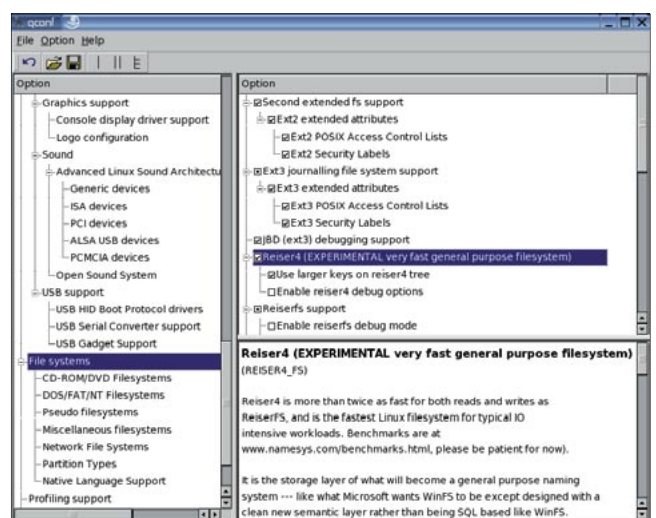 qconf
File Option Help
Option
Graphics support
Console display driver support
Logo configuration
Sound
Advanced Linux Sound Architectu
Generic devices
ISA devices
PCI devices
ALSA USB devices
PCMCIA devices
Open Sound System
USB support
USB HID Boot Protocol drivers
USB Serial Converter support
USB Gadget Support
File systems
CD-ROM/DVD Filesystems
DOS/FAT/NT Filesystems
Pseudo filesystems
Miscellaneous filesystems
Network File Systems
Partition Types
Native Language Support
Profiling support
Option
Second extended fs support
Ext2 extended attributes
Ext2 POSIX Access Control Lists
Ext2 Security Labels
Ext3 journalling file system support
Ext3 extended attributes
Ext3 POSIX Access Control Lists
Ext3 Security Labels
JBD (ext3) debugging support
Reiser4 (EXPERIMENTAL very fast general purpose filesystem)
Use larger keys on reiser4 tree
Enable reiser4 debug options
Reiserfs support
Enable reiserfs debug mode
Reiser4 (EXPERIMENTAL very fast general purpose filesystem)
(REISER4_FS)
Reiser4 is more than twice as fast for both reads and writes as
ReiserFS, and is the fastest Linux filesystem for typical IO
intensive workloads. Benchmarks are at
www.namesys.com/benchmarks.html, please be patient for now).
It is the storage layer of what will become a general purpose naming
system --- like what Microsoft wants WinFS to be except designed with a
clean new semantic layer rather than being SQL based like WinFS.